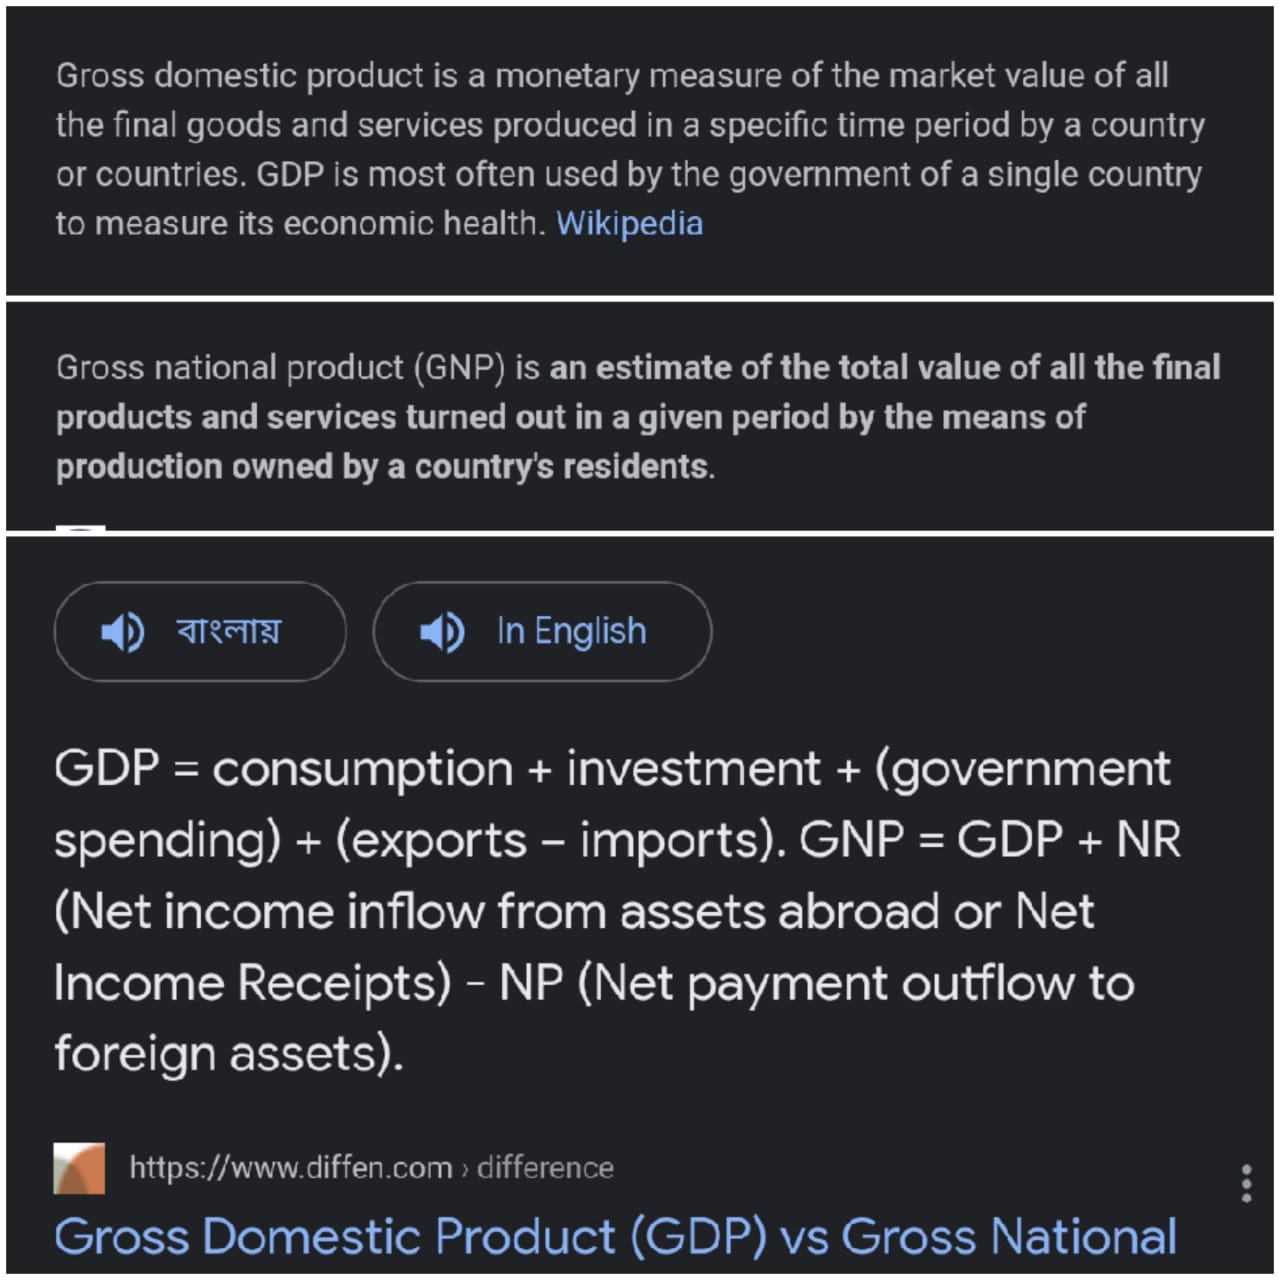 Gross domestic product is a monetary measure of the market value of all
the final goods and services produced in a specific time period by a country
or countries. GDP is most often used by the government of a single country
to measure its economic health. Wikipedia
Gross national product (GNP) is an estimate of the total value of all the final
products and services turned out in a given period by the means of
production owned by a country's residents.
বাংলায় In English
GDP = consumption + investment + (government
spending) + (exports – imports). GNP = GDP + NR
(Net income inflow from assets abroad or Net
Income Receipts) - NP (Net payment outflow to
foreign assets).
https://www.diffen.com › difference
Gross Domestic Product (GDP) vs Gross National